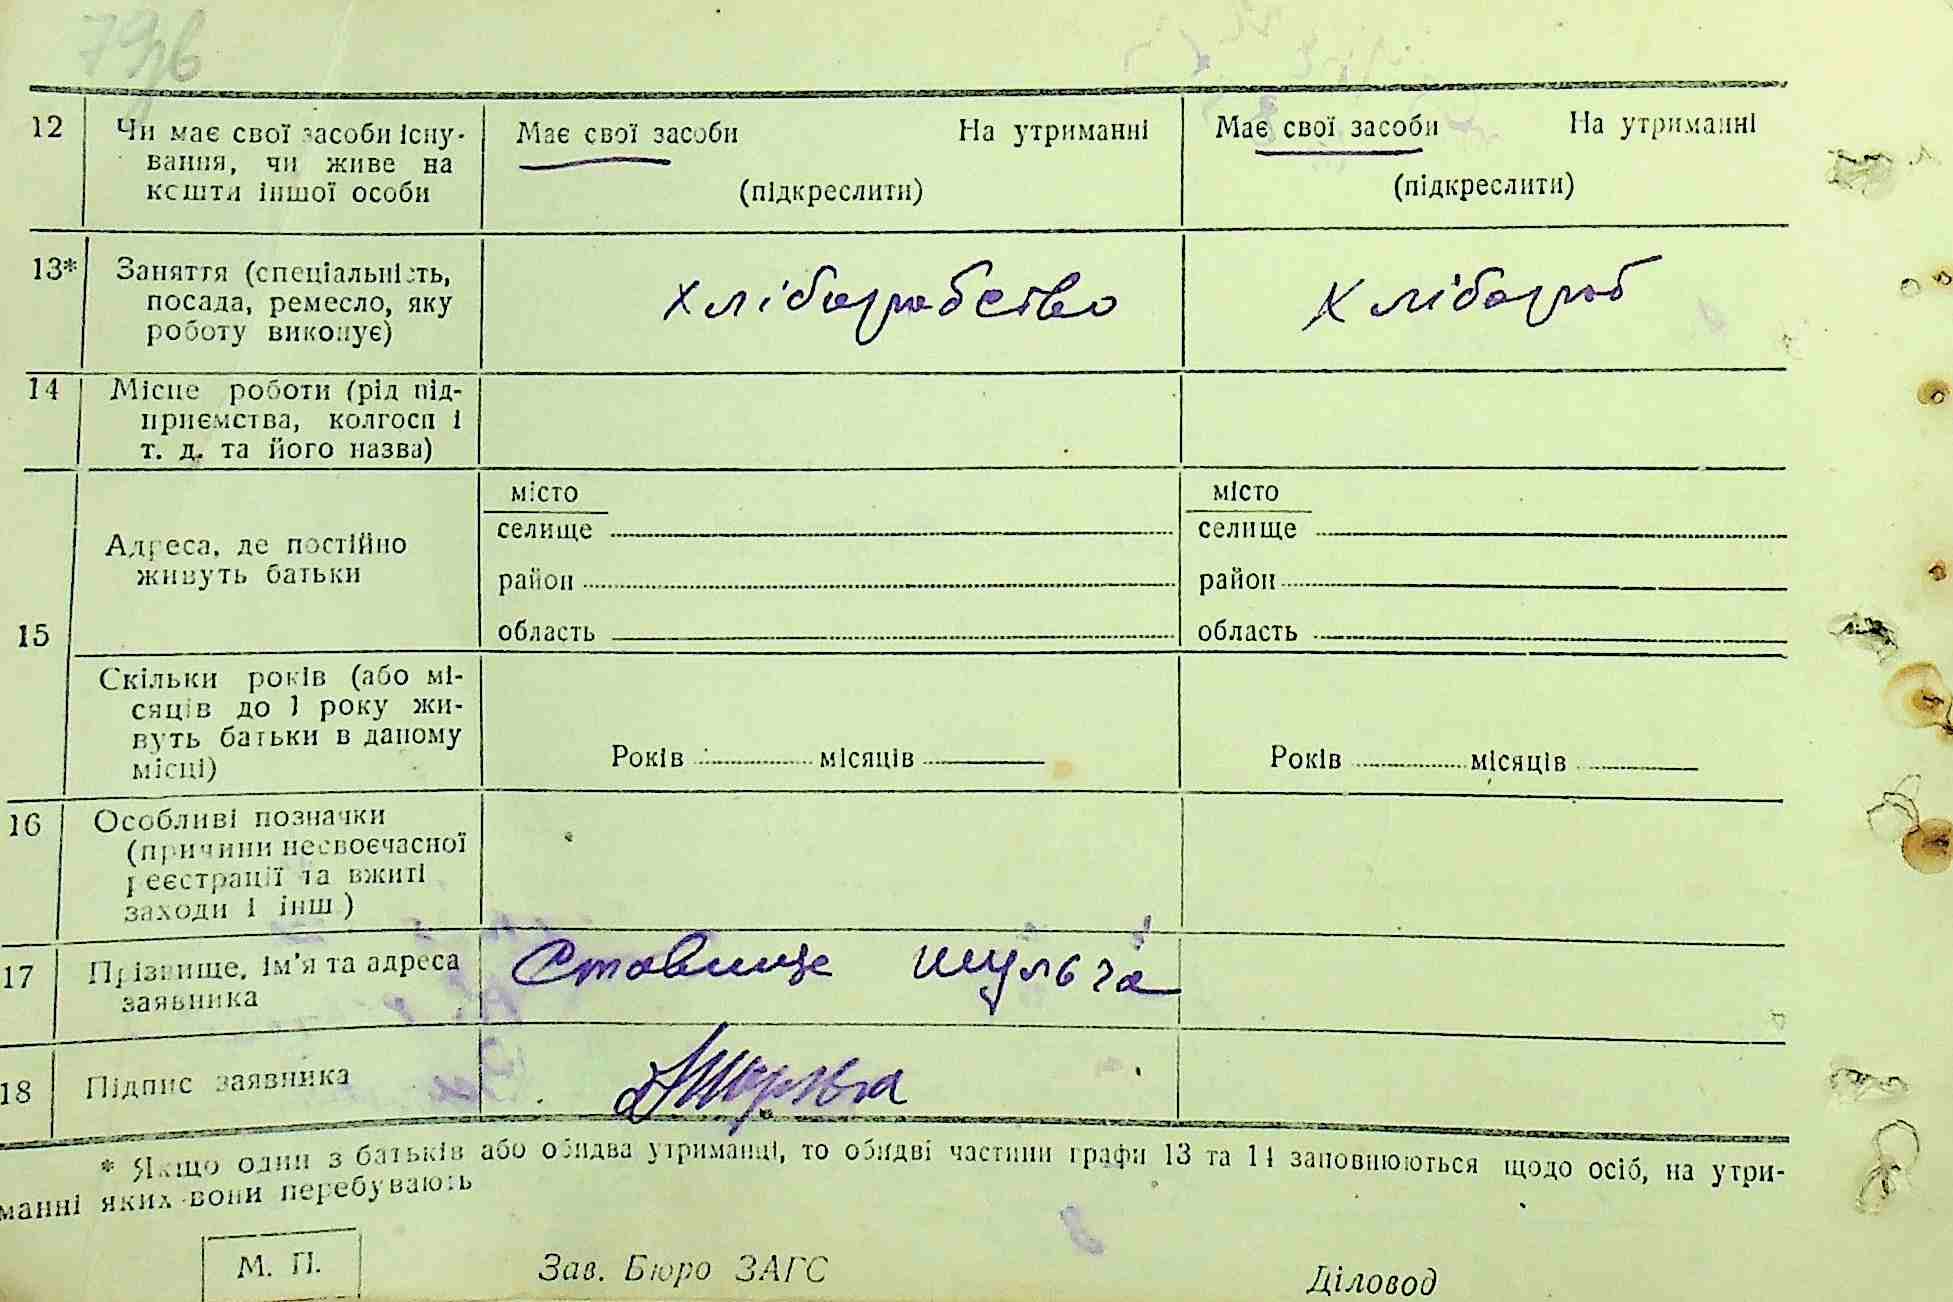 79зв
12 Чи має свої засоби існу- Має свої засоби На утриманні Має свої засоби На утриманні
вання, чи живе на
кошти іншої особи (підкреслити) (підкреслити)
13* Заняття (спеціальність,
посада, ремесло, яку хліборобство хлібороб
роботу виконує)
14 Місце роботи (рід під-
приємства, колгосп і
т. д. та його назва)
місто місто
селище селище
Адреса, де постійно
живуть батьки район район
15 область область
Скільки років (або мі-
сяців до 1 року жи-
вуть батьки в даному Років місяців Років місяців
місці)
16 Особливі позначки
(причини несвоєчасної
реєстрації та вжиті
заходи і інш.)
17 Прізвище, ім'я та адреса Ставище Шульга
заявника
18 Підпис заявника Шульга
* Якщо один з батьків або обидва утриманці, то обидві частини графи 13 та 14 заповнюються щодо осіб, на утри-
манні яких вони перебувають
М. П. Зав. Бюро ЗАГС Діловод